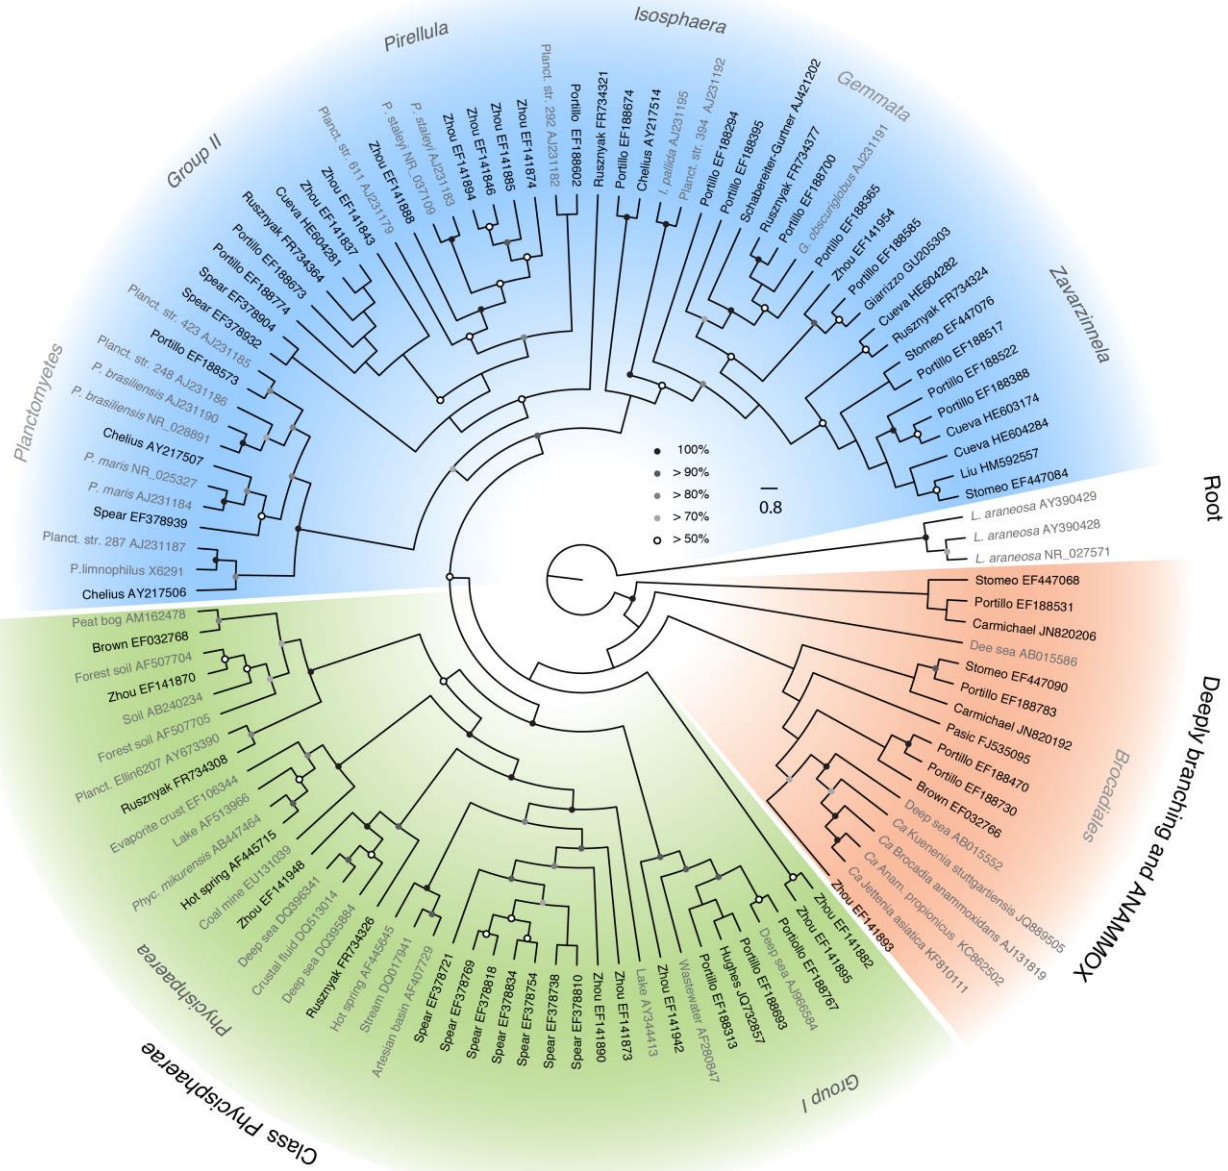 Isosphaera
Pirellula
Gemmata
Group II
Zavarzinnela
Planctomyetes
Root
Brocadiales
Deeply branching and ANAMMOX
Group I
Phycishpaerea
Class Phycisphaerae
100%
> 90%
> 80%
> 70%
> 50%
0.8
Chelius AY217506
P.limnophilus X6291
Planct. str. 287 AJ231187
Spear EF378939
P. maris AJ231184
P. maris NR_025327
Chelius AY217507
P. brasiliensis NR_028891
P. brasiliensis AJ231190
Planct. str. 248 AJ231186
Portillo EF188573
Planct. str. 423 AJ231185
Spear EF378932
Spear EF378904
Portillo EF188774
Portillo EF188673
Rusznyak FR734364
Cueva HE604281
Zhou EF141837
Zhou EF141843
Planct. str. 611 AJ231179
Zhou EF141888
P. staleyi NR_037109
P. staleyi AJ231183
Zhou EF141894
Zhou EF141846
Zhou EF141885
Zhou EF141874
Planct. str. 292 AJ231182
Portillo EF188602
Rusznyak FR734321
Portillo EF188674
Chelius AY217514
I. pallida AJ231195
Planct. str. 394 AJ231192
Portillo EF188294
Portillo EF188395
Schabereiter-Gurtner AJ421202
Rusznyak FR734377
Portillo EF188700
G. obscuriglobus AJ231191
Portillo EF188365
Zhou EF141954
Portillo EF188585
Giarrizzo GU205303
Cueva HE604282
Rusznyak FR734324
Stomeo EF447076
Portillo EF188517
Portillo EF188522
Portillo EF188388
Cueva HE603174
Cueva HE604284
Liu HM592557
Stomeo EF447084
L. araneosa AY390429
L. araneosa AY390428
L. araneosa NR_027571
Stomeo EF447068
Portillo EF188531
Carmichael JN820206
Dee sea AB015586
Stomeo EF447090
Portillo EF188783
Carmichael JN820192
Pasic FJ535095
Portillo EF188470
Portillo EF188730
Brown EF032766
Deep sea AB015552
Ca Kuenenia stuttgartiensis JQ889505
Ca Brocadia anammoxidans AJ131819
Ca Anam. propionicus KC862502
Ca Jettenia asiatica KF810111
Zhou EF141893
Zhou EF141882
Zhou EF141895
Portiollo EF188767
Deep sea AJ966584
Portillo EF188693
Hughes JQ732857
Portillo EF188313
Wastewater AF280847
Zhou EF141942
Lake AY344413
Zhou EF141873
Zhou EF141890
Spear EF378810
Spear EF378738
Spear EF378754
Spear EF378834
Spear EF378818
Spear EF378769
Spear EF378721
Artesian basin AF407729
Stream DQ017941
Hot spring AF445645
Rusznyak FR734326
Deep sea DQ395884
Crustal fluid DQ513014
Deep sea DQ396341
Zhou EF141948
Coal mine EU131039
Hot spring AF445715
Phyc. mikurensis AB447464
Lake AF513966
Evaporite crust EF106344
Rusznyak FR734308
Planct. Ellin6207 AY673390
Forest soil AF507705
Soil AB240234
Zhou EF141870
Forest soil AF507704
Brown EF032768
Peat bog AM162478